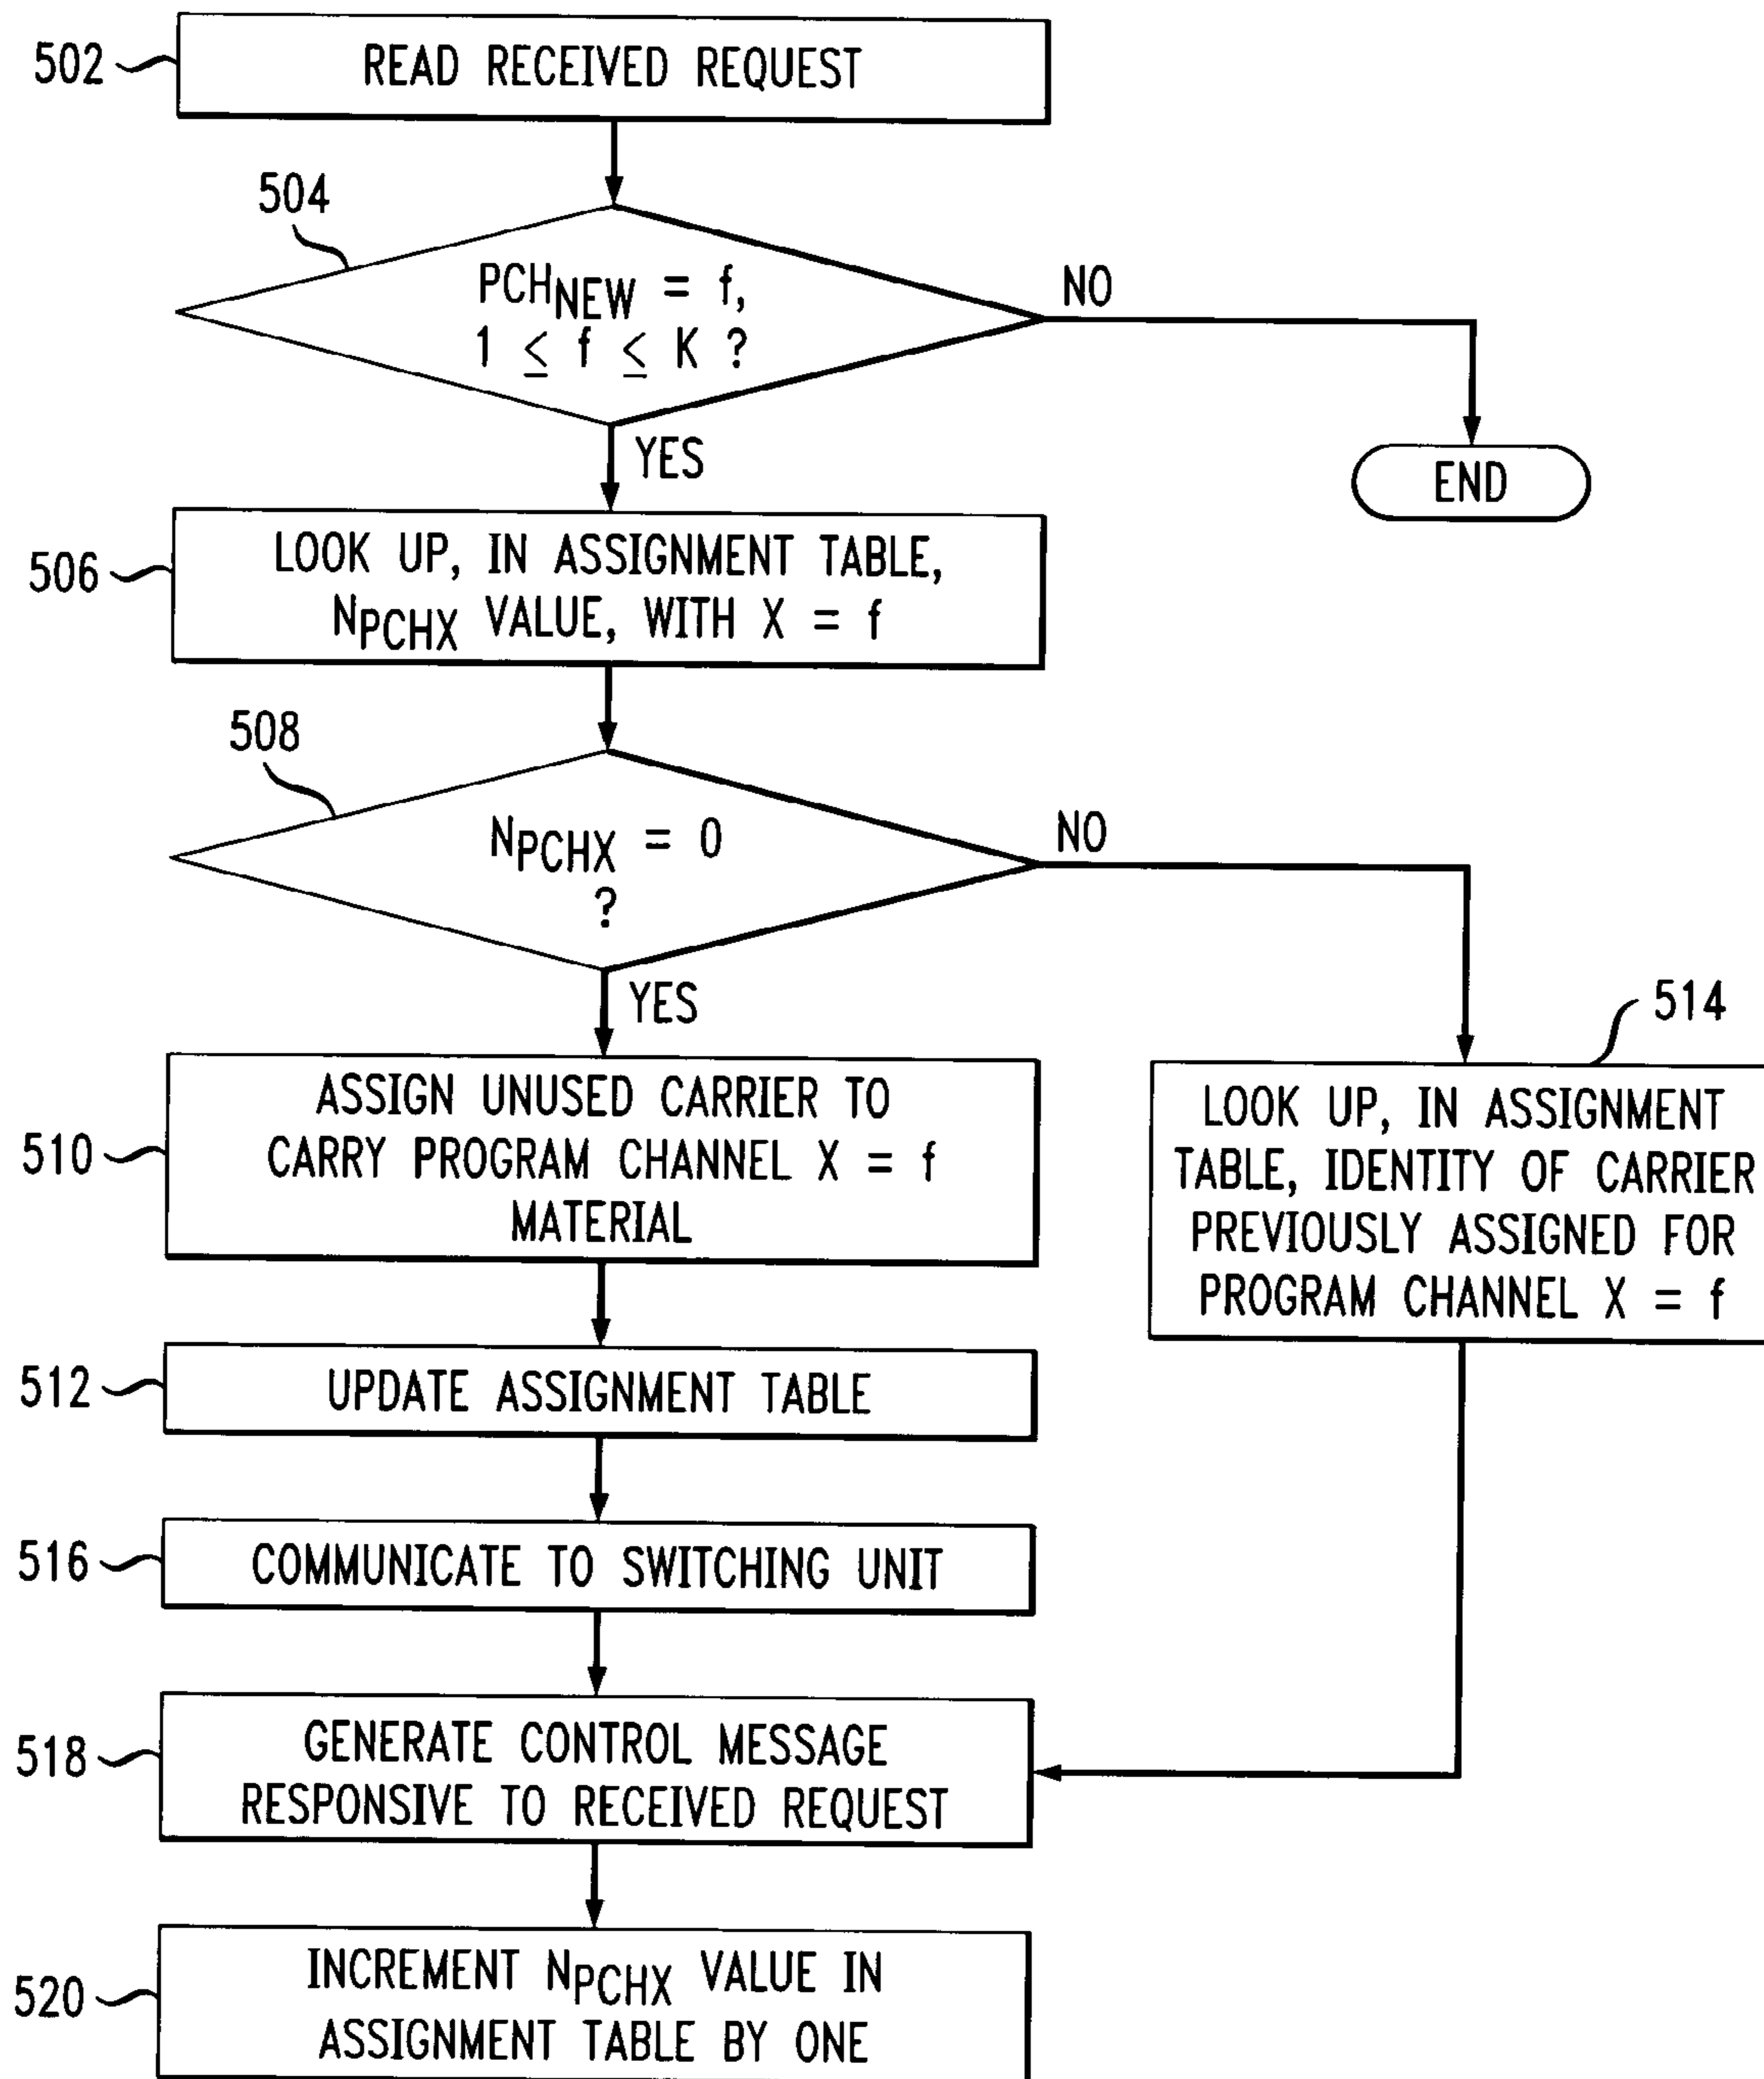 502
READ RECEIVED REQUEST
504
PCHNEW = f,
1 ≤ f ≤ K ?
NO
YES
END
506
LOOK UP, IN ASSIGNMENT TABLE,
NPCHX VALUE, WITH X = f
508
NPCHX = 0
?
NO
YES
510
ASSIGN UNUSED CARRIER TO
CARRY PROGRAM CHANNEL X = f
MATERIAL
514
LOOK UP, IN ASSIGNMENT
TABLE, IDENTITY OF CARRIER
PREVIOUSLY ASSIGNED FOR
PROGRAM CHANNEL X = f
512
UPDATE ASSIGNMENT TABLE
516
COMMUNICATE TO SWITCHING UNIT
518
GENERATE CONTROL MESSAGE
RESPONSIVE TO RECEIVED REQUEST
520
INCREMENT NPCHX VALUE IN
ASSIGNMENT TABLE BY ONE